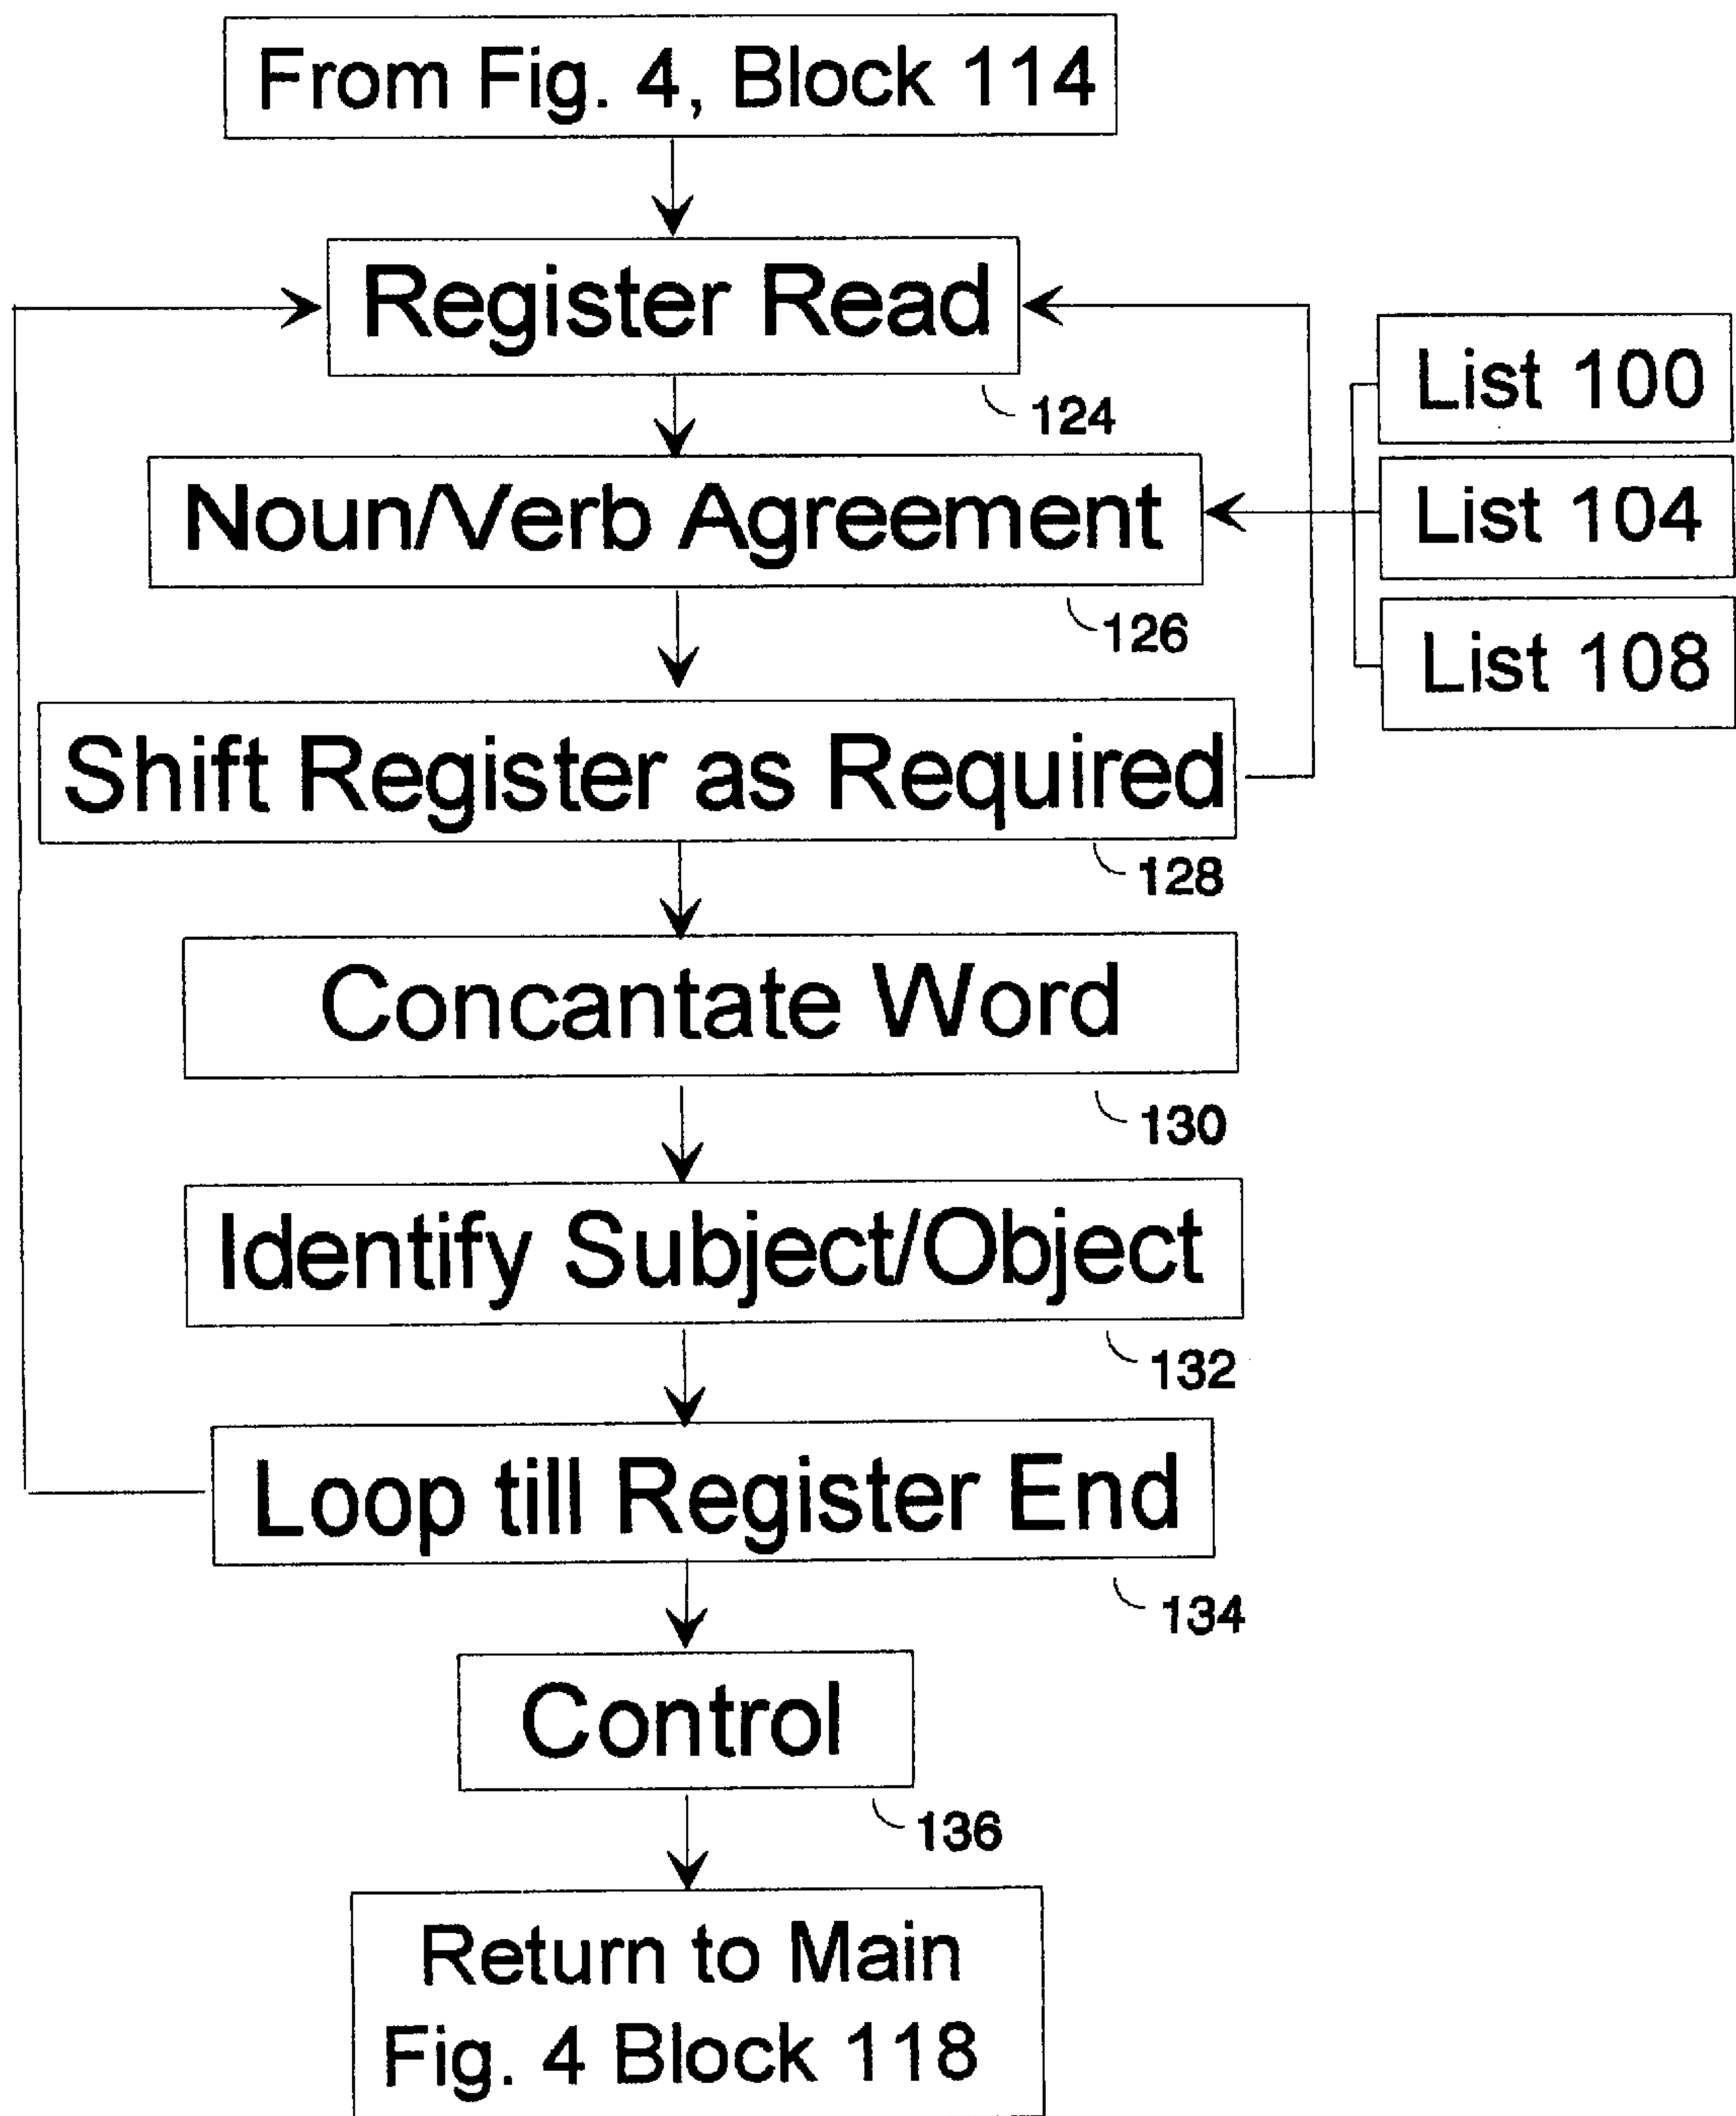 From Fig. 4, Block 114
Register Read
124
List 100
Noun/Verb Agreement
126
List 104
List 108
Shift Register as Required
128
Concantate Word
130
Identify Subject/Object
132
Loop till Register End
134
Control
136
Return to Main
Fig. 4 Block 118